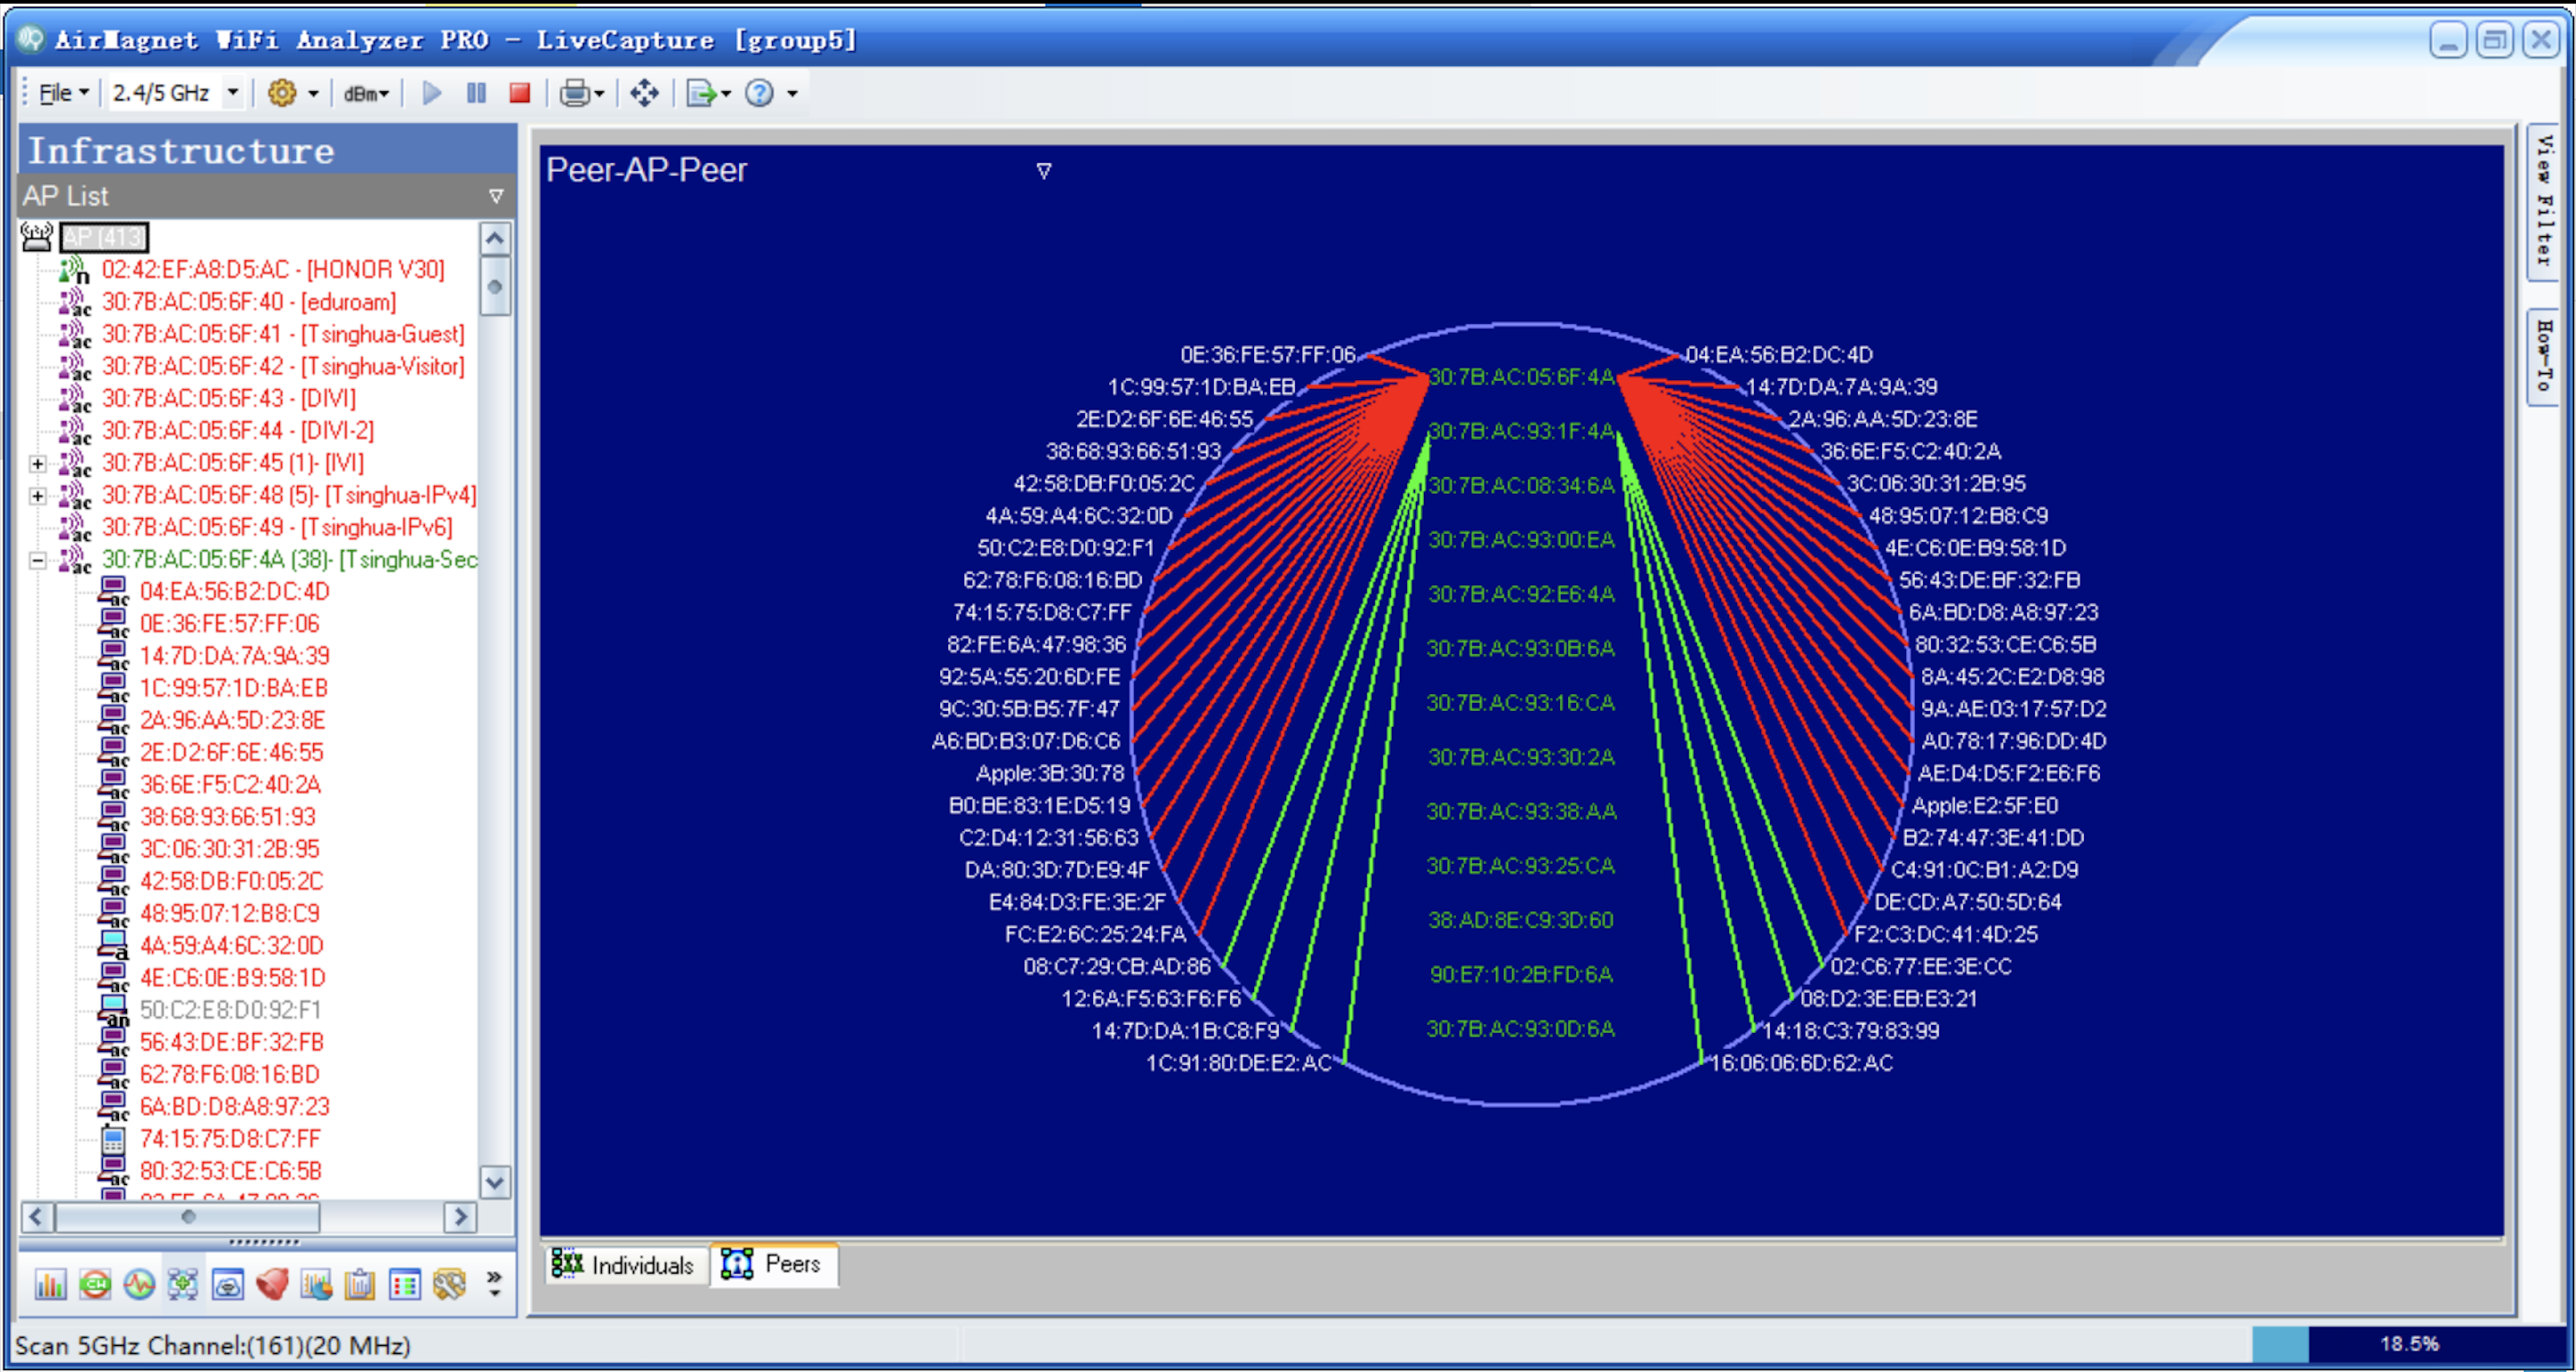 AirMagnet WiFi Analyzer PRO - LiveCapture [group5]
File 2.4/5 GHz dBm
Infrastructure
AP List
AP (413)
02:42:EF:A8:D5:AC - [HONOR V30]
30:7B:AC:05:6F:40 - [eduroam]
30:7B:AC:05:6F:41 - [Tsinghua-Guest]
30:7B:AC:05:6F:42 - [Tsinghua-Visitor]
30:7B:AC:05:6F:43 - [DIVI]
30:7B:AC:05:6F:44 - [DIVI-2]
30:7B:AC:05:6F:45 (1)- [IVI]
30:7B:AC:05:6F:48 (5)- [Tsinghua-IPv4]
30:7B:AC:05:6F:49 - [Tsinghua-IPv6]
30:7B:AC:05:6F:4A (38)- [Tsinghua-Sec
04:EA:56:B2:DC:4D
0E:36:FE:57:FF:06
14:7D:DA:7A:9A:39
1C:99:57:1D:BA:EB
2A:96:AA:5D:23:8E
2E:D2:6F:6E:46:55
36:6E:F5:C2:40:2A
38:68:93:66:51:93
3C:06:30:31:2B:95
42:58:DB:F0:05:2C
48:95:07:12:B8:C9
4A:59:A4:6C:32:0D
4E:C6:0E:B9:58:1D
50:C2:E8:D0:92:F1
56:43:DE:BF:32:FB
62:78:F6:08:16:BD
6A:BD:D8:A8:97:23
74:15:75:D8:C7:FF
80:32:53:CE:C6:5B
Peer-AP-Peer
0E:36:FE:57:FF:06
1C:99:57:1D:BA:EB
2E:D2:6F:6E:46:55
38:68:93:66:51:93
42:58:DB:F0:05:2C
4A:59:A4:6C:32:0D
50:C2:E8:D0:92:F1
62:78:F6:08:16:BD
74:15:75:D8:C7:FF
82:FE:6A:47:98:36
92:5A:55:20:6D:FE
9C:30:5B:B5:7F:47
A6:BD:B3:07:D6:C6
Apple:3B:30:78
B0:BE:83:1E:D5:19
C2:D4:12:31:56:63
DA:80:3D:7D:E9:4F
E4:84:D3:FE:3E:2F
FC:E2:6C:25:24:FA
08:C7:29:CB:AD:86
12:6A:F5:63:F6:F6
14:7D:DA:1B:C8:F9
1C:91:80:DE:E2:AC
30:7B:AC:05:6F:4A
30:7B:AC:93:1F:4A
30:7B:AC:08:34:6A
30:7B:AC:93:00:EA
30:7B:AC:92:E6:4A
30:7B:AC:93:0B:6A
30:7B:AC:93:16:CA
30:7B:AC:93:30:2A
30:7B:AC:93:38:AA
30:7B:AC:93:25:CA
38:AD:8E:C9:3D:60
90:E7:10:2B:FD:6A
30:7B:AC:93:0D:6A
04:EA:56:B2:DC:4D
14:7D:DA:7A:9A:39
2A:96:AA:5D:23:8E
36:6E:F5:C2:40:2A
3C:06:30:31:2B:95
48:95:07:12:B8:C9
4E:C6:0E:B9:58:1D
56:43:DE:BF:32:FB
6A:BD:D8:A8:97:23
80:32:53:CE:C6:5B
8A:45:2C:E2:D8:98
9A:AE:03:17:57:D2
A0:78:17:96:DD:4D
AE:D4:D5:F2:E6:F6
Apple:E2:5F:E0
B2:74:47:3E:41:DD
C4:91:0C:B1:A2:D9
DE:CD:A7:50:5D:64
F2:C3:DC:41:4D:25
02:C6:77:EE:3E:CC
08:D2:3E:EB:E3:21
14:18:C3:79:83:99
16:06:06:6D:62:AC
View Filter
How-To
Individuals
Peers
Scan 5GHz Channel:(161)(20 MHz)
18.5%